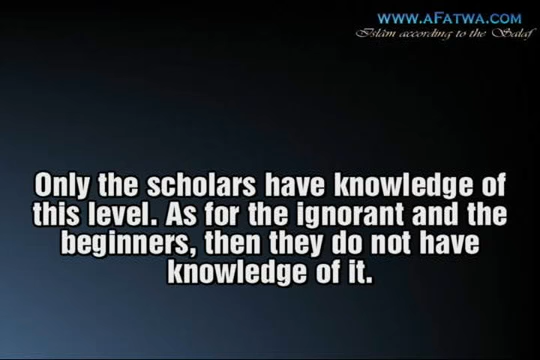 WWW.AFATWA.COM
Islām according to the Salaf
Only the scholars have knowledge of
this level. As for the ignorant and the
beginners, then they do not have
knowledge of it.